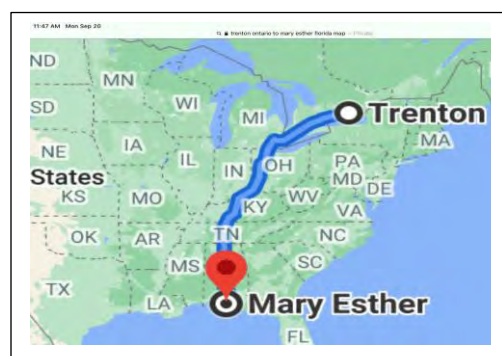 11:47 AM Mon Sep 20
trenton ontario to mary esther florida map
ND
MN
SD
WI
MI
Trenton
MA
NE
IA
IL
IN
OH
PA
MD
DE
States
KS
MO
KY
WV
VA
OK
AR
TN
NC
MS
SC
TX
LA
Mary Esther
FL